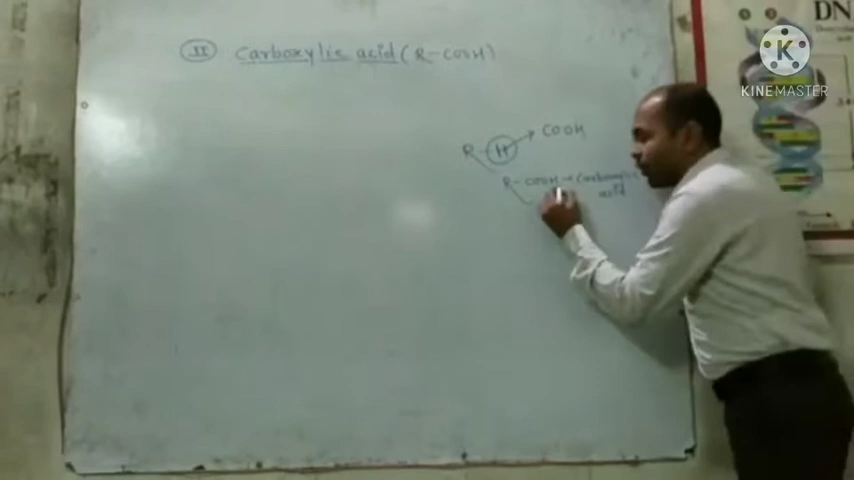 II Carboxylic acid (R-COOH)
R-H → COOH
R-COOH → Carboxylic
acid
K
KINEMASTER
DN